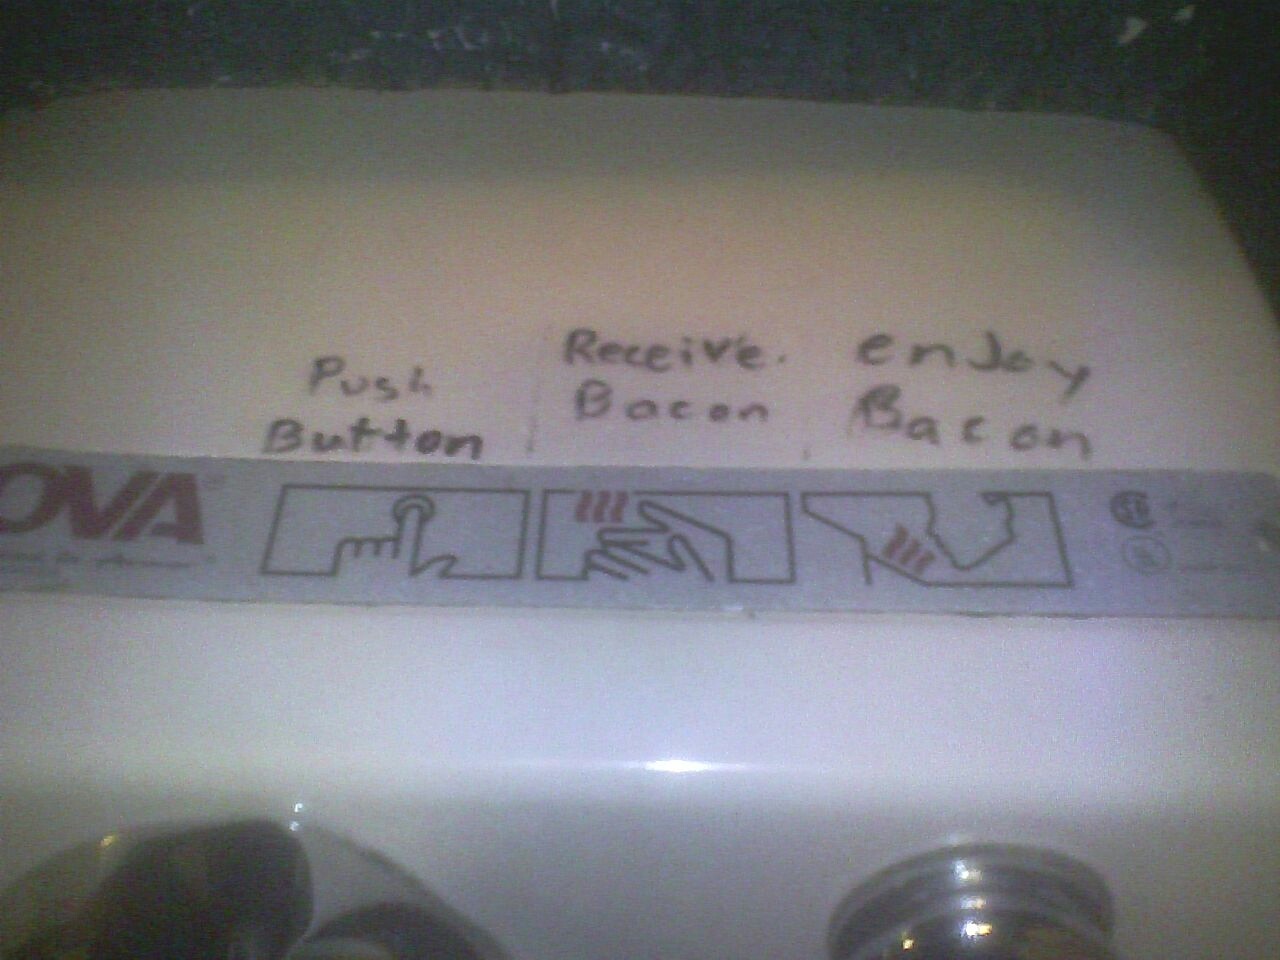 Push
Button
Receive.
Bacon
enJoy
Bacon
OVA